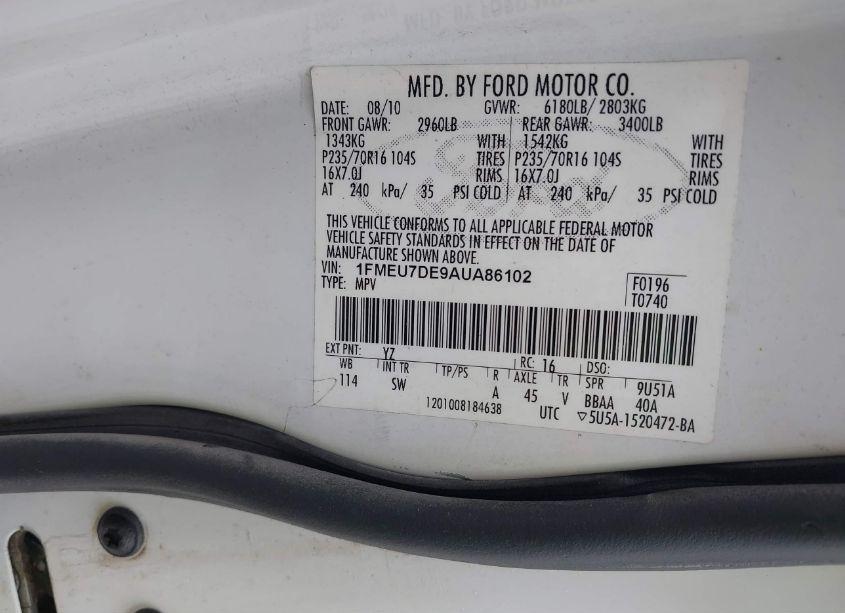 MFD. BY FORD MOTOR CO.
DATE: 08/10 GVWR: 6180LB/ 2803KG
FRONT GAWR: 2960LB REAR GAWR: 3400LB
1343KG WITH 1542KG WITH
P235/70R16 104S TIRES P235/70R16 104S TIRES
16X7.0J RIMS 16X7.0J RIMS
AT 240 kPa/ 35 PSI COLD AT 240 kPa/ 35 PSI COLD
THIS VEHICLE CONFORMS TO ALL APPLICABLE FEDERAL MOTOR
VEHICLE SAFETY STANDARDS IN EFFECT ON THE DATE OF
MANUFACTURE SHOWN ABOVE.
VIN: 1FMEU7DE9AUA86102
TYPE: MPV
F0196
T0740
EXT PNT: YZ RC: 16 DSO:
WB INT TR TP/PS R AXLE TR SPR 9U51A
114 SW A 45 V BBAA 40A
1201008184638 UTC ▽5U5A-1520472-BA